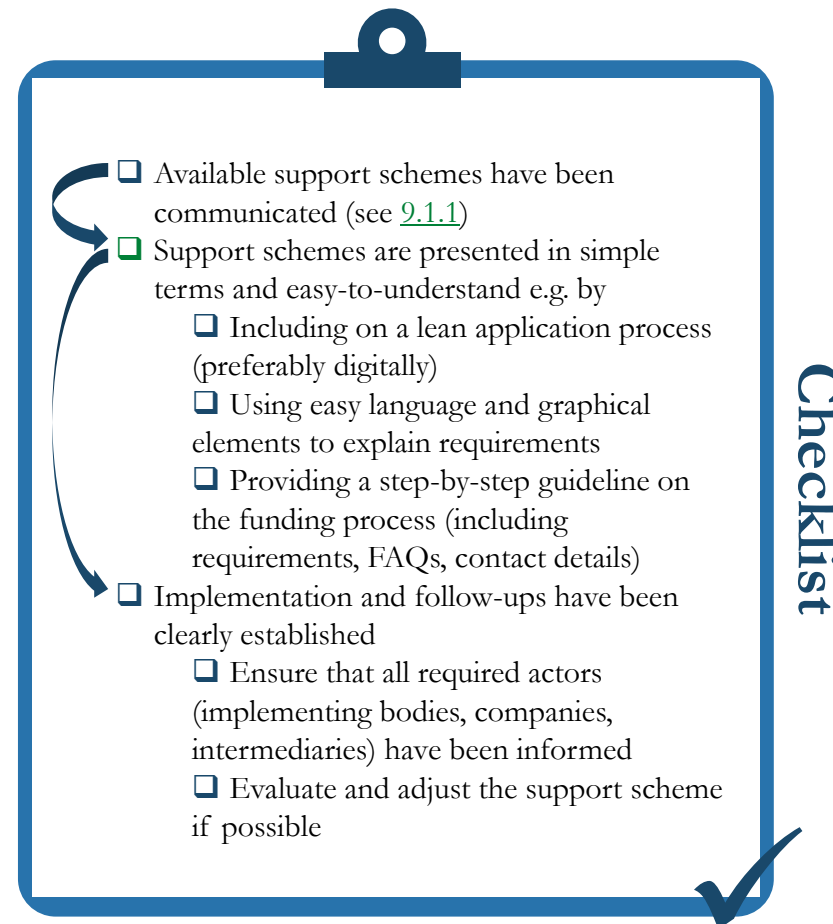 ❑ Available support schemes have been
communicated (see 9.1.1)
❑ Support schemes are presented in simple
terms and easy-to-understand e.g. by
❑ Including on a lean application process
(preferably digitally)
❑ Using easy language and graphical
elements to explain requirements
❑ Providing a step-by-step guideline on
the funding process (including
requirements, FAQs, contact details)
❑ Implementation and follow-ups have been
clearly established
❑ Ensure that all required actors
(implementing bodies, companies,
intermediaries) have been informed
❑ Evaluate and adjust the support scheme
if possible
Checklist